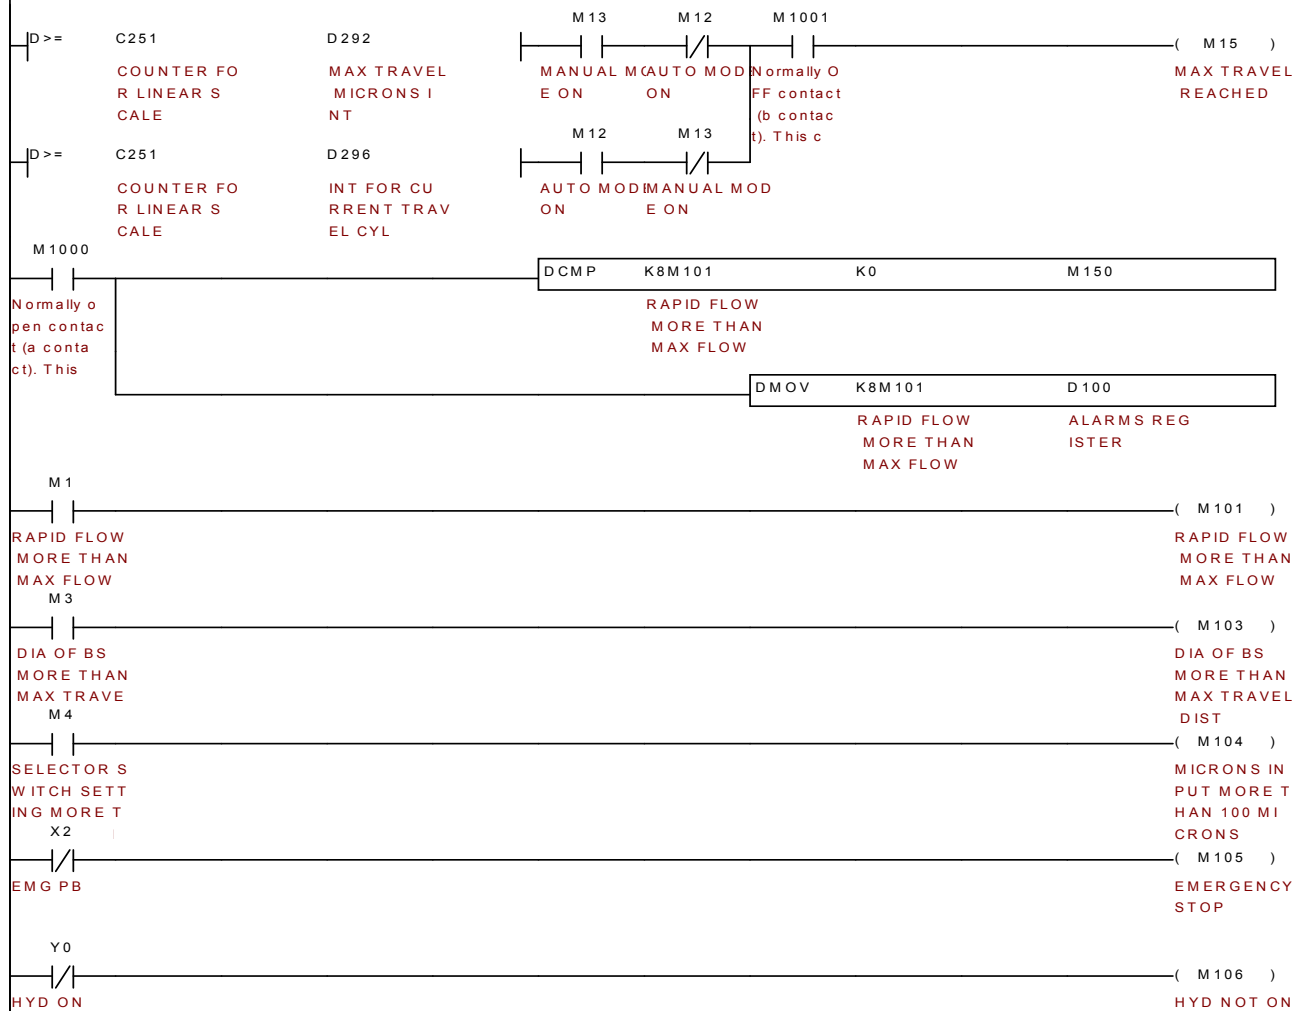 M13 M12 M1001
D>= C251 D292 ( M15 )
COUNTER FO MAX TRAVEL MANUAL MO AUTO MODE Normally O MAX TRAVEL
R LINEAR S MICRONS I E ON ON FF contact REACHED
CALE NT (b contac
M12 M13 t). This c
D>= C251 D296
COUNTER FO INT FOR CU AUTO MODE MANUAL MOD
R LINEAR S RRENT TRAV ON E ON
CALE EL CYL
M1000
DCMP K8M101 K0 M150
Normally o RAPID FLOW
pen contac MORE THAN
t (a conta MAX FLOW
ct). This
DMOV K8M101 D100
RAPID FLOW ALARMS REG
MORE THAN ISTER
MAX FLOW
M1
( M101 )
RAPID FLOW RAPID FLOW
MORE THAN MORE THAN
MAX FLOW MAX FLOW
M3
( M103 )
DIA OF BS DIA OF BS
MORE THAN MORE THAN
MAX TRAVE MAX TRAVEL
DIST
M4
( M104 )
SELECTOR S MICRONS IN
WITCH SETT PUT MORE T
ING MORE T HAN 100 MI
CRONS
X2
( M105 )
EMG PB EMERGENCY
STOP
Y0
( M106 )
HYD ON HYD NOT ON